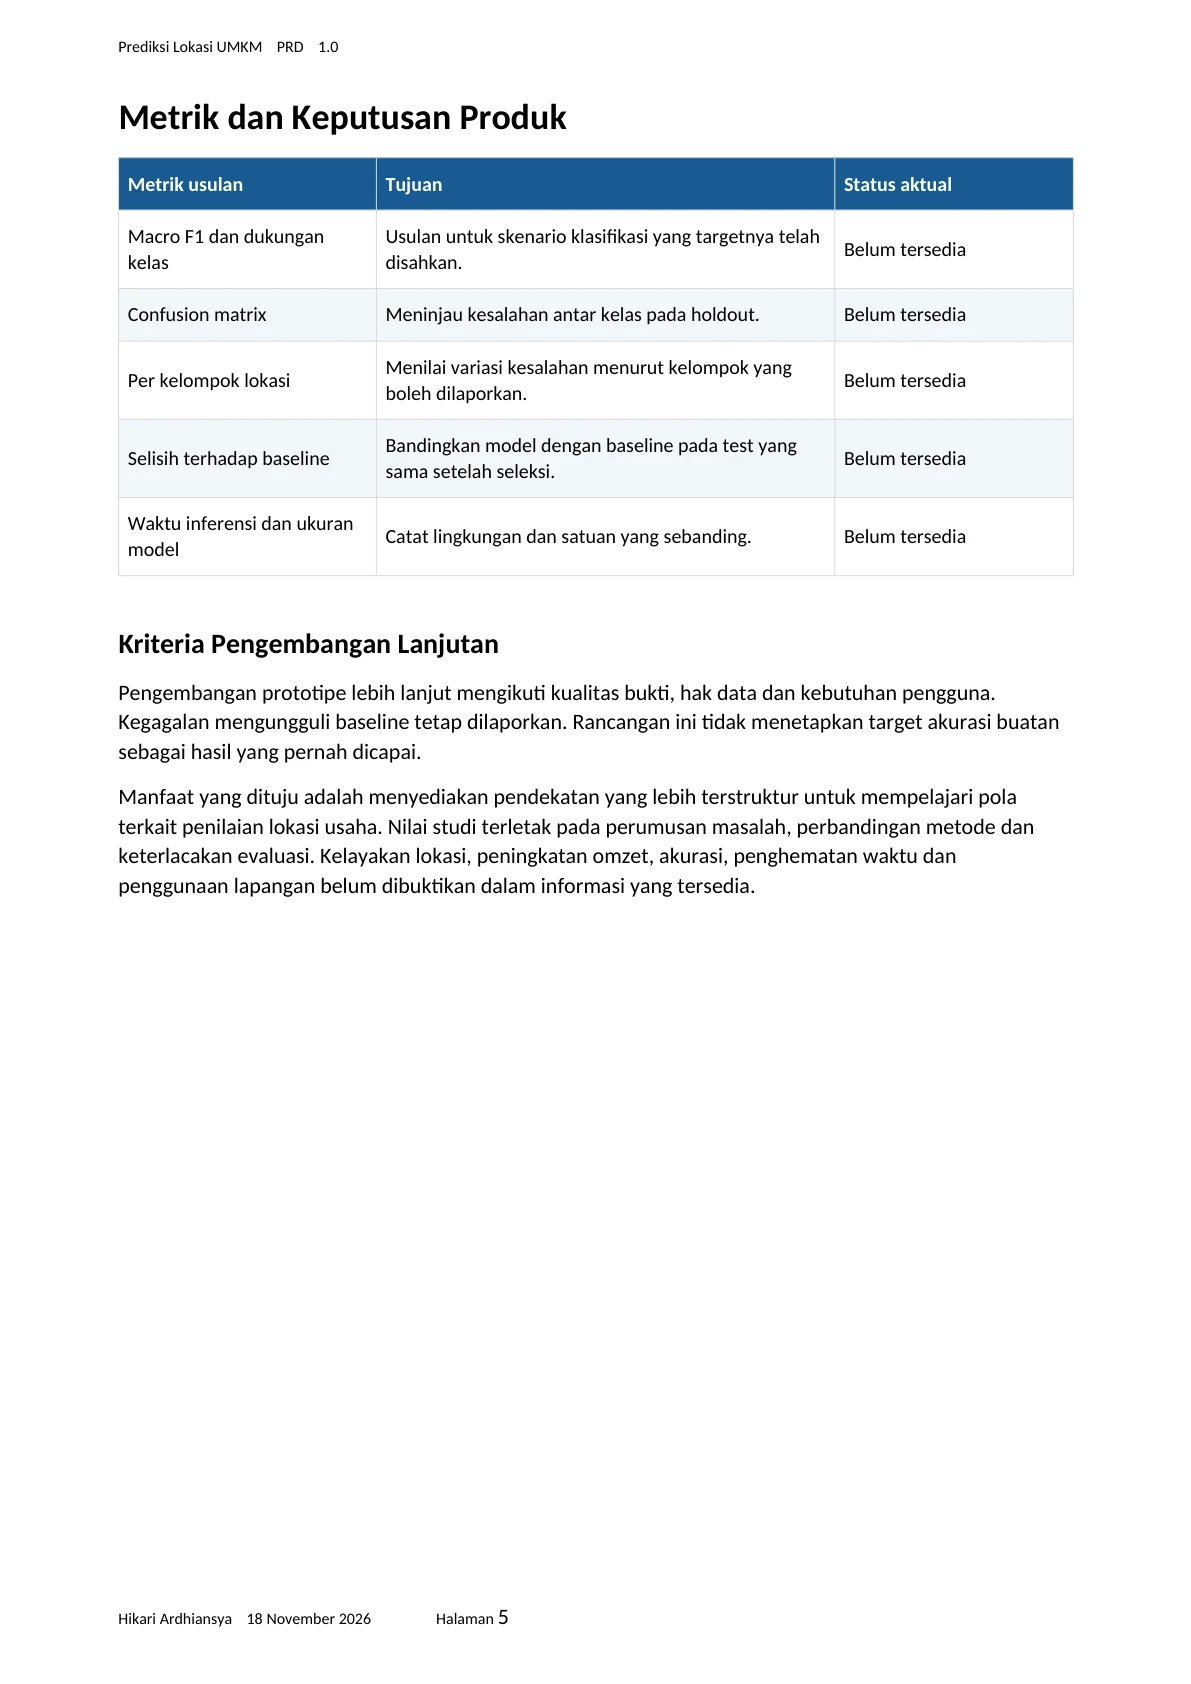 Prediksi Lokasi UMKM PRD 1.0
Metrik dan Keputusan Produk
Metrik usulan Tujuan Status aktual
Macro F1 dan dukungan kelas Usulan untuk skenario klasifikasi yang targetnya telah disahkan. Belum tersedia
Confusion matrix Meninjau kesalahan antar kelas pada holdout. Belum tersedia
Per kelompok lokasi Menilai variasi kesalahan menurut kelompok yang boleh dilaporkan. Belum tersedia
Selisih terhadap baseline Bandingkan model dengan baseline pada test yang sama setelah seleksi. Belum tersedia
Waktu inferensi dan ukuran model Catat lingkungan dan satuan yang sebanding. Belum tersedia
Kriteria Pengembangan Lanjutan
Pengembangan prototipe lebih lanjut mengikuti kualitas bukti, hak data dan kebutuhan pengguna.
Kegagalan mengungguli baseline tetap dilaporkan. Rancangan ini tidak menetapkan target akurasi buatan
sebagai hasil yang pernah dicapai.
Manfaat yang dituju adalah menyediakan pendekatan yang lebih terstruktur untuk mempelajari pola
terkait penilaian lokasi usaha. Nilai studi terletak pada perumusan masalah, perbandingan metode dan
keterlacakan evaluasi. Kelayakan lokasi, peningkatan omzet, akurasi, penghematan waktu dan
penggunaan lapangan belum dibuktikan dalam informasi yang tersedia.
Hikari Ardhiansya 18 November 2026 Halaman 5